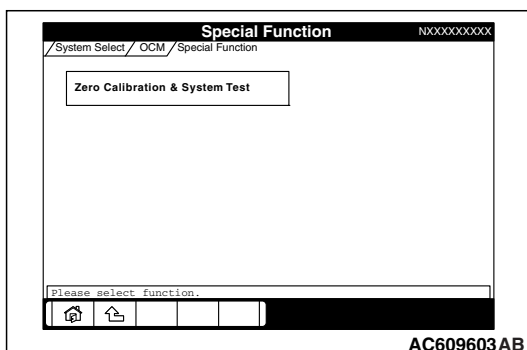 Special Function NXXXXXXXXX
System Select OCM Special Function
Zero Calibration & System Test
Please select function.
AC609603AB